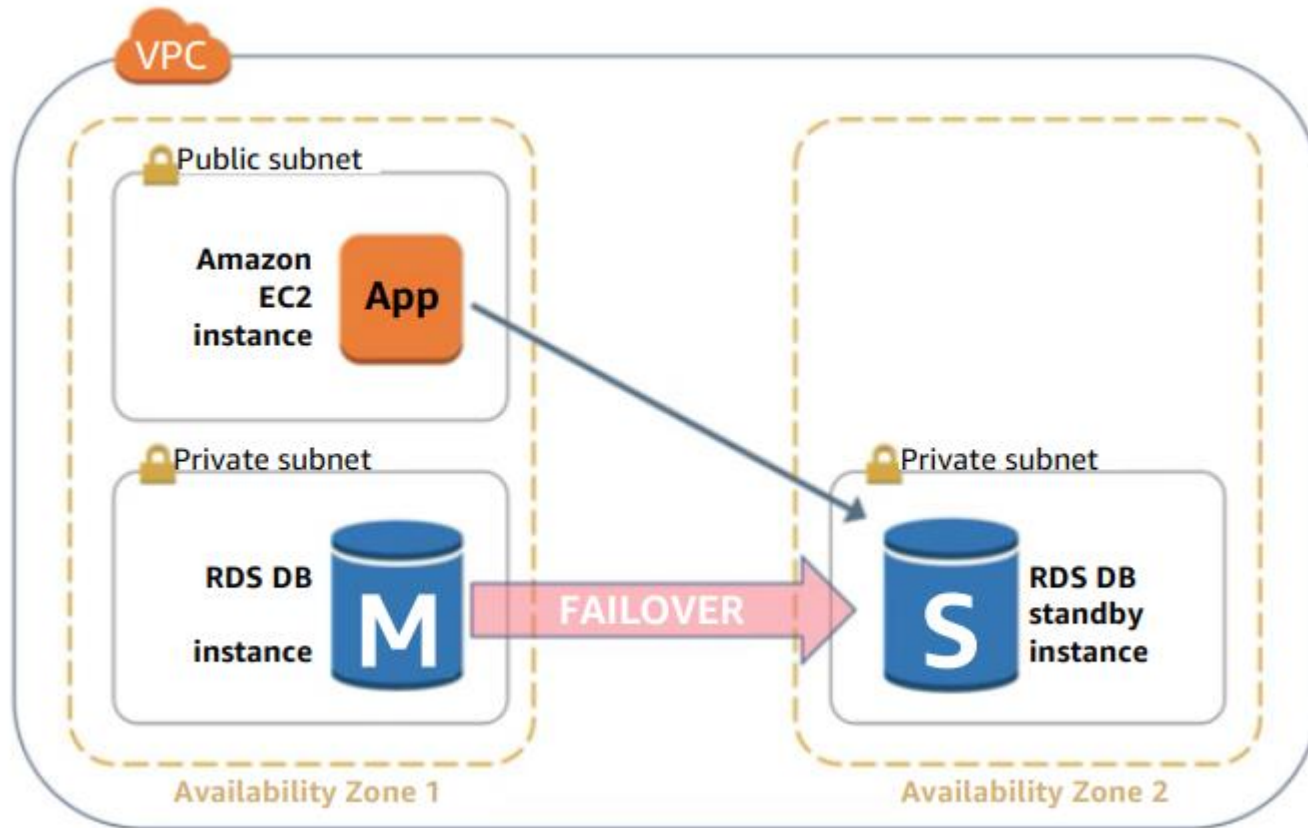 VPC
Public subnet
Amazon
EC2
instance
App
Private subnet
RDS DB
instance
M
FAILOVER
Private subnet
S
RDS DB
standby
instance
Availability Zone 1
Availability Zone 2